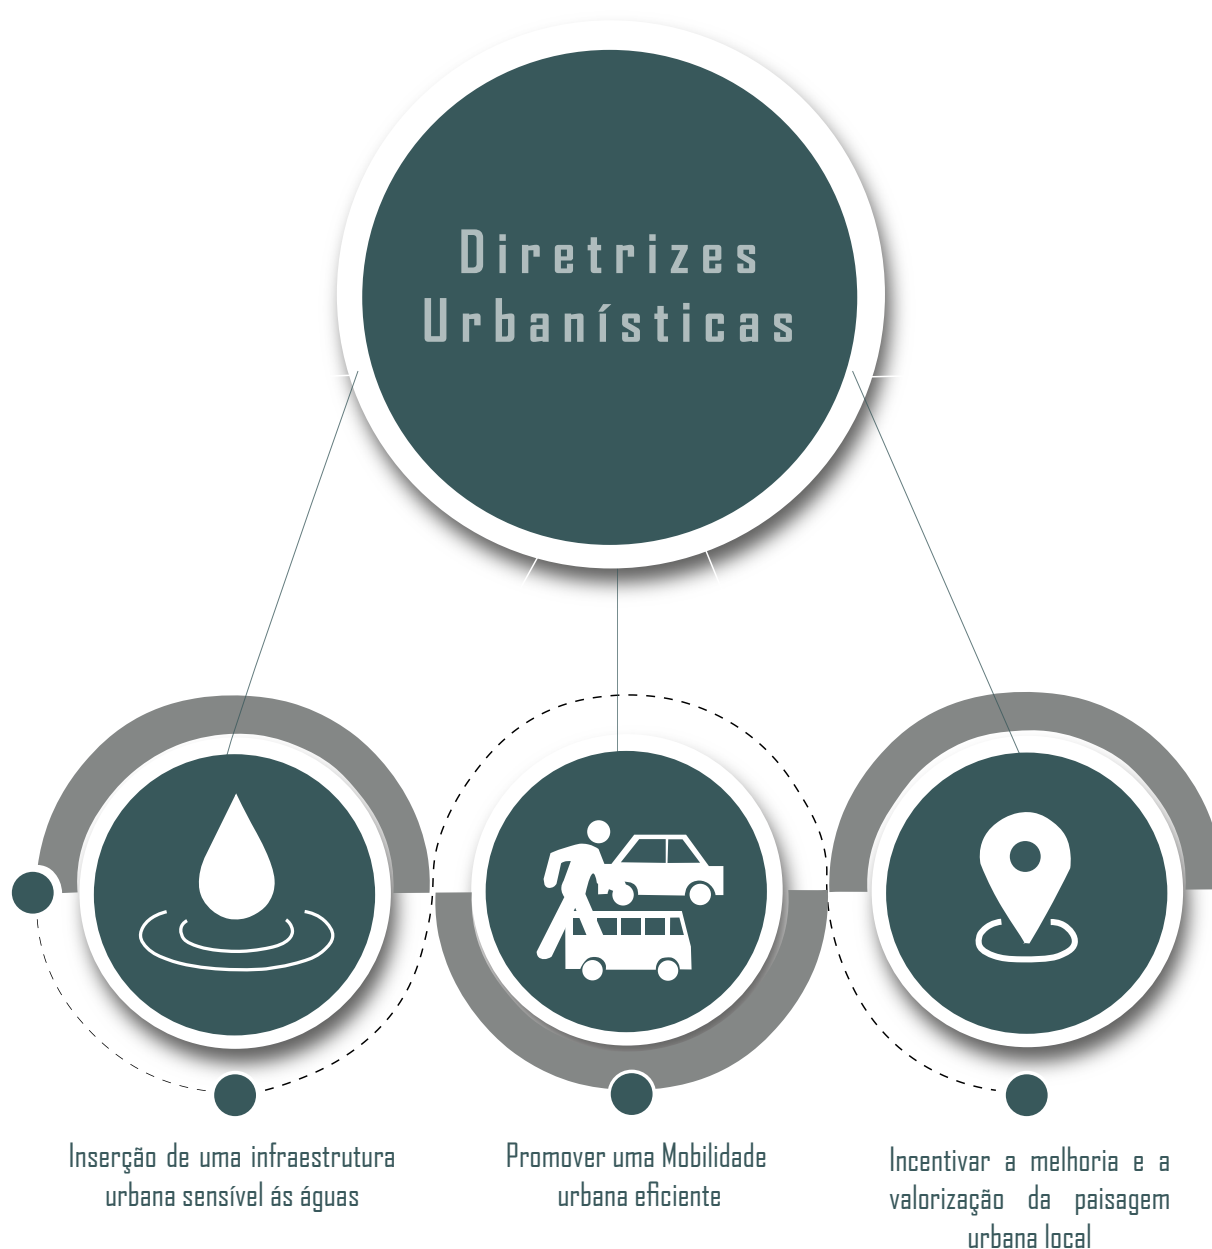 Diretrizes
Urbanísticas
Inserção de uma infraestrutura
urbana sensível ás águas
Promover uma Mobilidade
urbana eficiente
Incentivar a melhoria e a
valorização da paisagem
urbana local